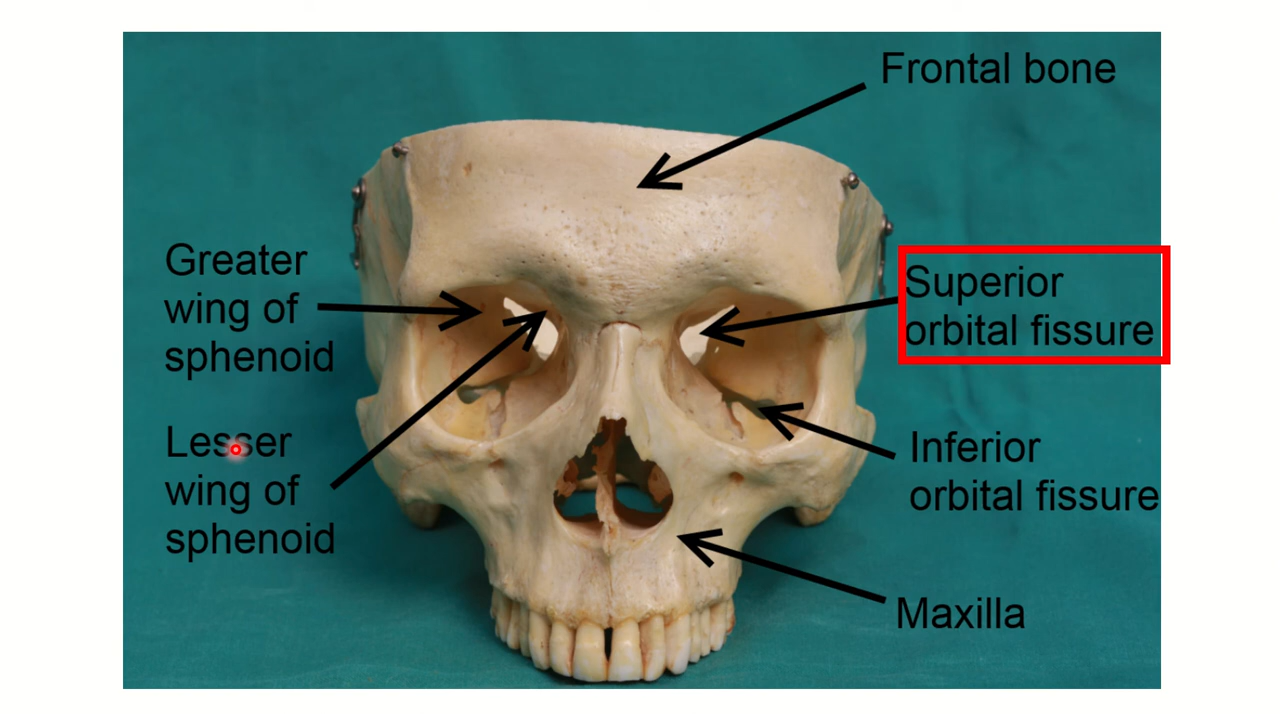 Frontal bone
Greater
wing of
sphenoid
Superior
orbital fissure
Lesser
wing of
sphenoid
Inferior
orbital fissure
Maxilla